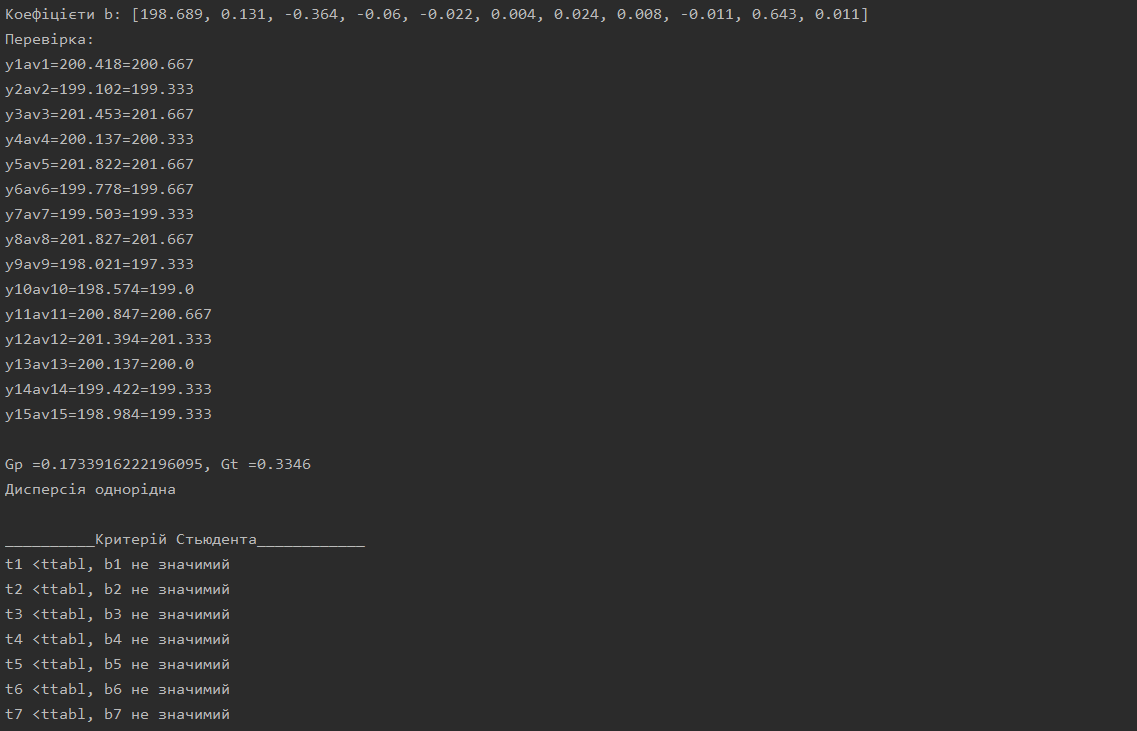 Коефіцієти b: [198.689, 0.131, -0.364, -0.06, -0.022, 0.004, 0.024, 0.008, -0.011, 0.643, 0.011]
Перевірка:
y1av1=200.418=200.667
y2av2=199.102=199.333
y3av3=201.453=201.667
y4av4=200.137=200.333
y5av5=201.822=201.667
y6av6=199.778=199.667
y7av7=199.503=199.333
y8av8=201.827=201.667
y9av9=198.021=197.333
y10av10=198.574=199.0
y11av11=200.847=200.667
y12av12=201.394=201.333
y13av13=200.137=200.0
y14av14=199.422=199.333
y15av15=198.984=199.333
Gp =0.1733916222196095, Gt =0.3346
Дисперсія однорідна
__________Критерій Стьюдента____________
t1 <ttabl, b1 не значимий
t2 <ttabl, b2 не значимий
t3 <ttabl, b3 не значимий
t4 <ttabl, b4 не значимий
t5 <ttabl, b5 не значимий
t6 <ttabl, b6 не значимий
t7 <ttabl, b7 не значимий